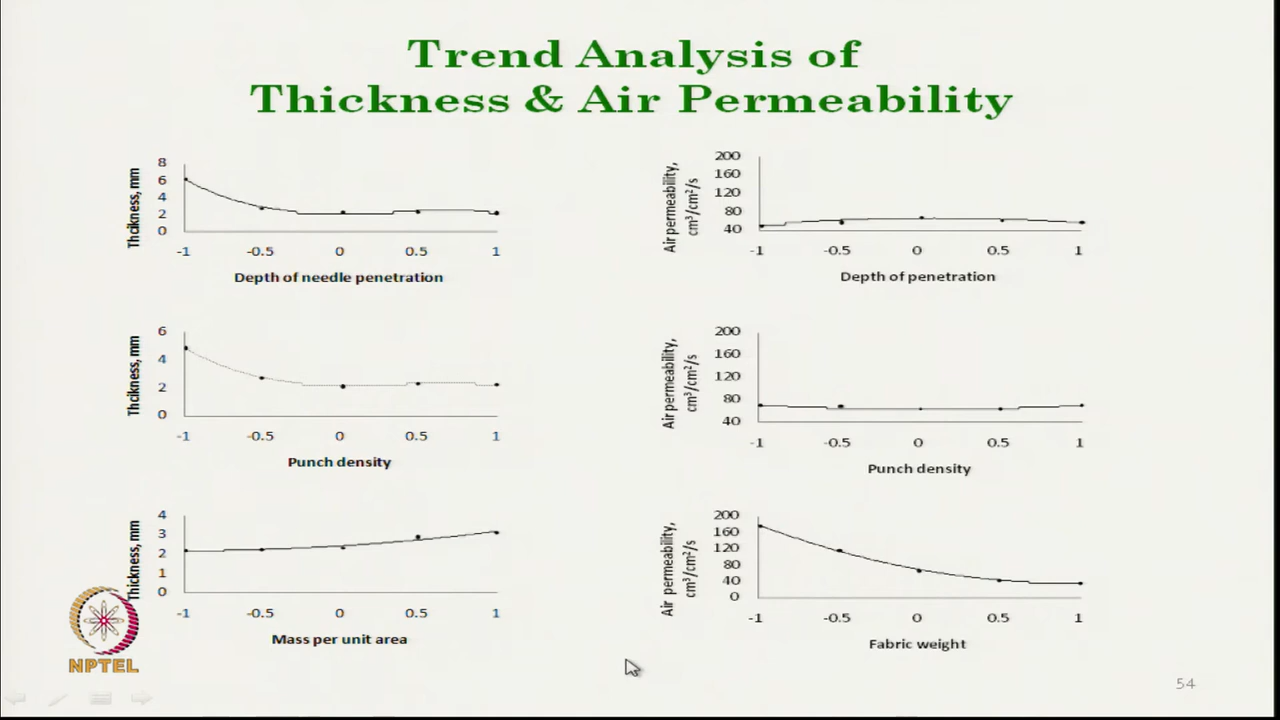 Trend Analysis of
Thickness & Air Permeability
8
6
4
2
0
Thcikness, mm
-1 -0.5 0 0.5 1
Depth of needle penetration
200
160
120
80
40
Air permeability,
cm³/cm²/s
-1 -0.5 0 0.5 1
Depth of penetration
6
4
2
0
Thcikness, mm
-1 -0.5 0 0.5 1
Punch density
200
160
120
80
40
Air permeability,
cm³/cm²/s
-1 -0.5 0 0.5 1
Punch density
4
3
2
1
0
Thickness, mm
-1 -0.5 0 0.5 1
Mass per unit area
200
160
120
80
40
0
Air permeability,
cm³/cm²/s
-1 -0.5 0 0.5 1
Fabric weight
NPTEL
54